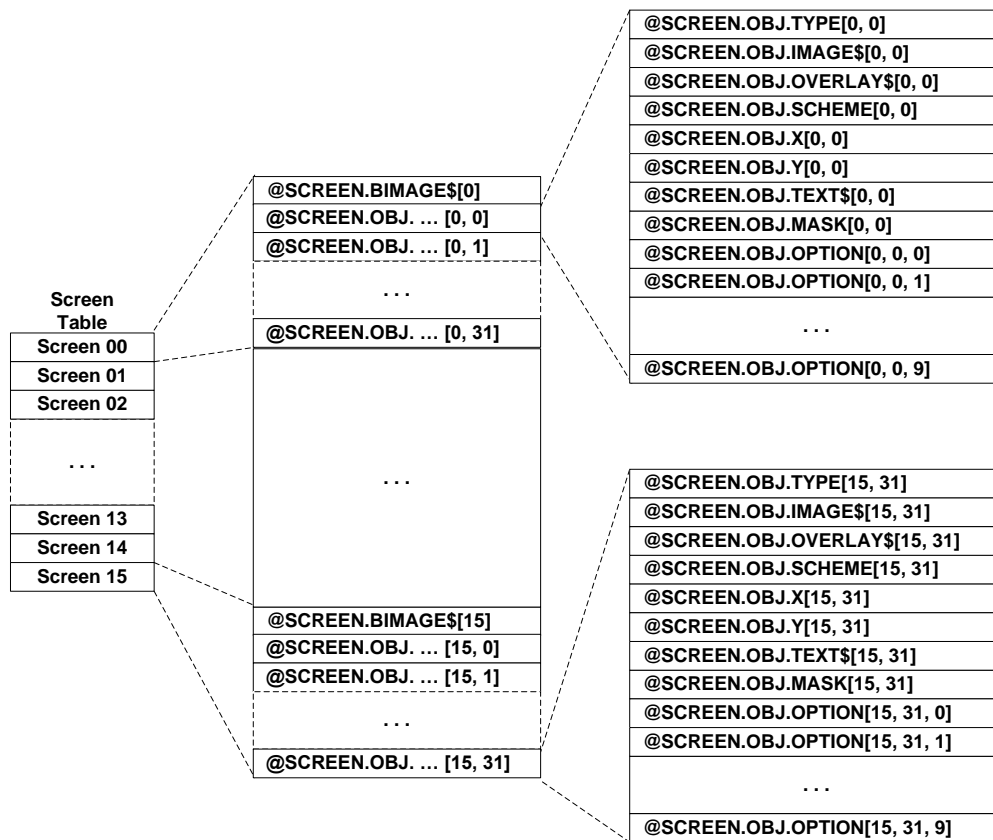 Screen
Table
Screen 00
Screen 01
Screen 02
. . .
Screen 13
Screen 14
Screen 15
@SCREEN.BIMAGE$[0]
@SCREEN.OBJ. … [0, 0]
@SCREEN.OBJ. … [0, 1]
. . .
@SCREEN.OBJ. … [0, 31]
. . .
@SCREEN.BIMAGE$[15]
@SCREEN.OBJ. … [15, 0]
@SCREEN.OBJ. … [15, 1]
. . .
@SCREEN.OBJ. … [15, 31]
@SCREEN.OBJ.TYPE[0, 0]
@SCREEN.OBJ.IMAGE$[0, 0]
@SCREEN.OBJ.OVERLAY$[0, 0]
@SCREEN.OBJ.SCHEME[0, 0]
@SCREEN.OBJ.X[0, 0]
@SCREEN.OBJ.Y[0, 0]
@SCREEN.OBJ.TEXT$[0, 0]
@SCREEN.OBJ.MASK[0, 0]
@SCREEN.OBJ.OPTION[0, 0, 0]
@SCREEN.OBJ.OPTION[0, 0, 1]
. . .
@SCREEN.OBJ.OPTION[0, 0, 9]
@SCREEN.OBJ.TYPE[15, 31]
@SCREEN.OBJ.IMAGE$[15, 31]
@SCREEN.OBJ.OVERLAY$[15, 31]
@SCREEN.OBJ.SCHEME[15, 31]
@SCREEN.OBJ.X[15, 31]
@SCREEN.OBJ.Y[15, 31]
@SCREEN.OBJ.TEXT$[15, 31]
@SCREEN.OBJ.MASK[15, 31]
@SCREEN.OBJ.OPTION[15, 31, 0]
@SCREEN.OBJ.OPTION[15, 31, 1]
. . .
@SCREEN.OBJ.OPTION[15, 31, 9]